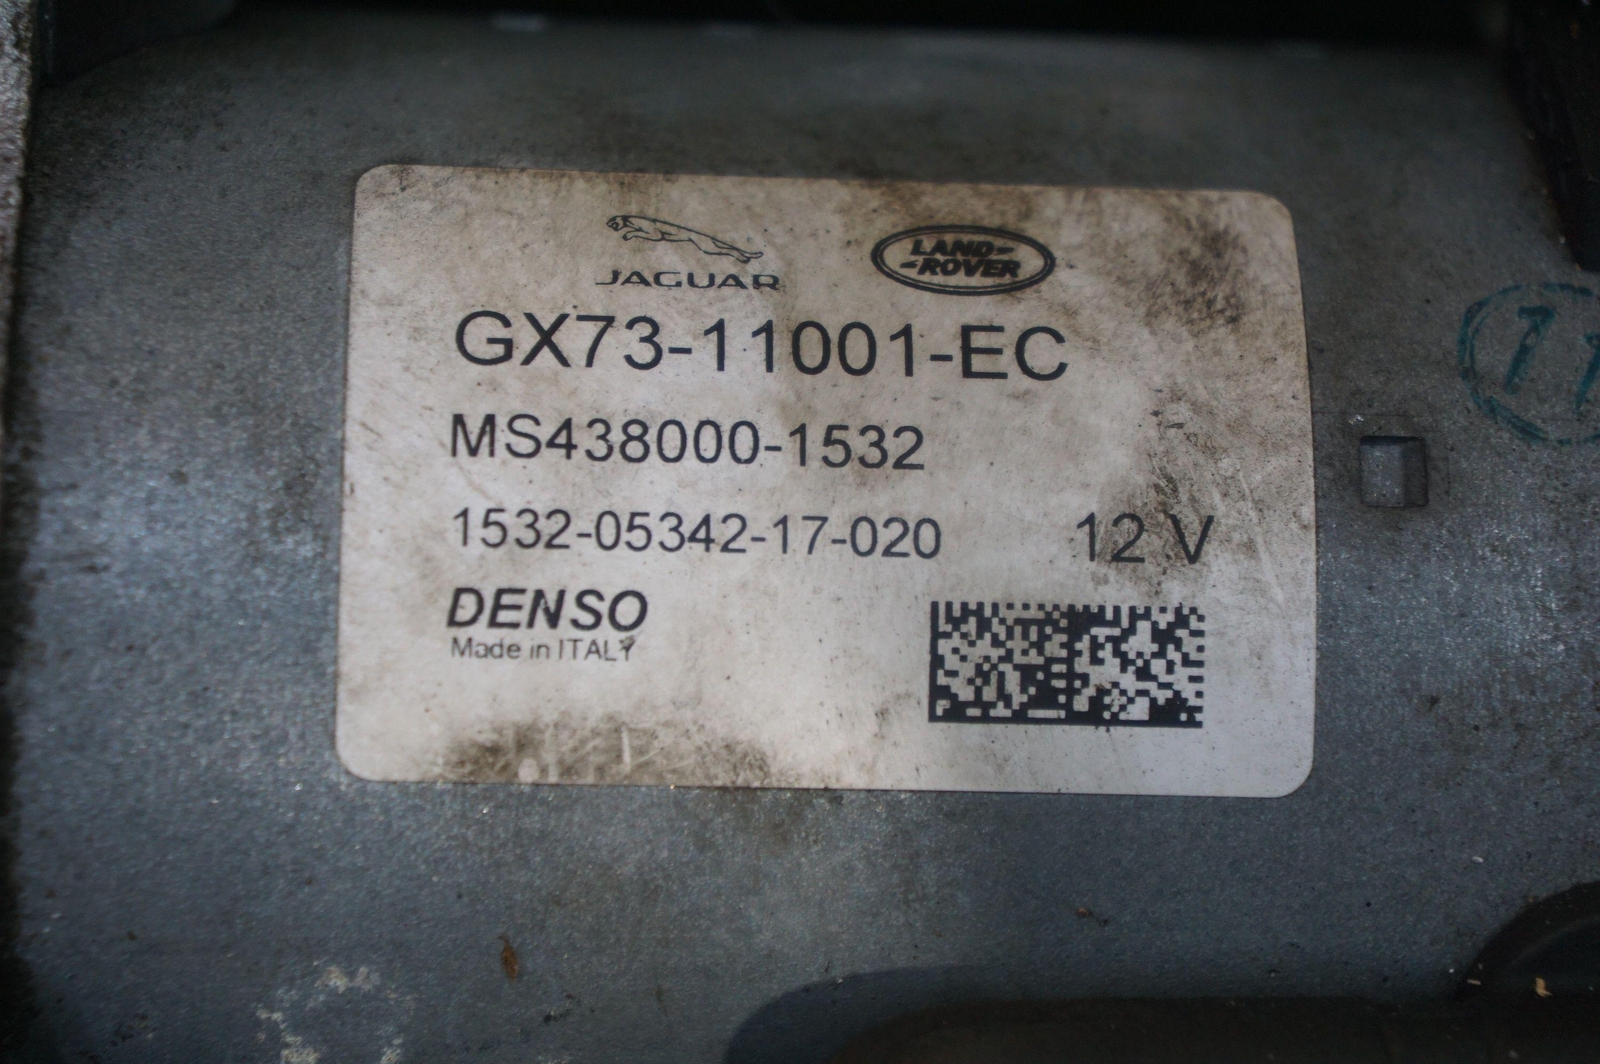 JAGUAR
LAND-
-ROVER
GX73-11001-EC
MS438000-1532
1532-05342-17-020 12 V
DENSO
Made in ITALY